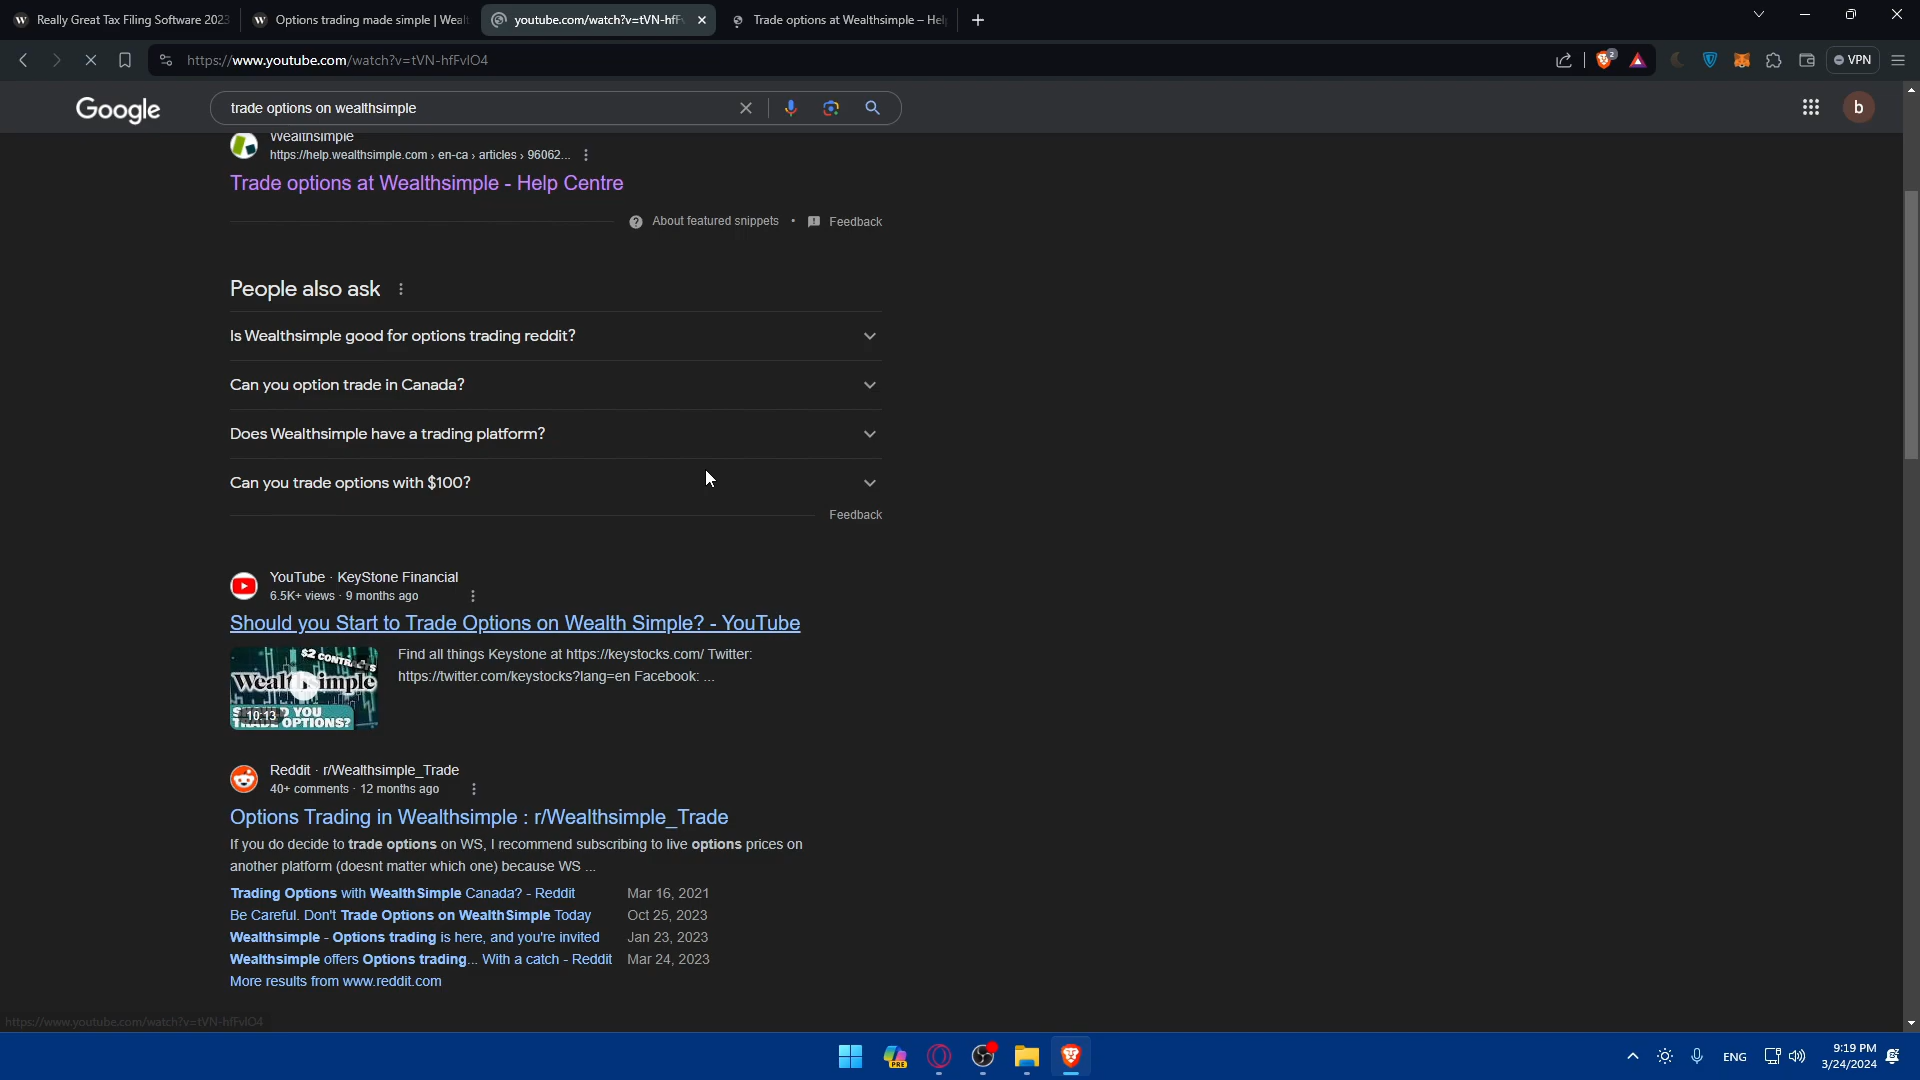 Really Great Tax Filing Software 2023
Options trading made simple | Weal
youtube.com/watch?v=tVN-hfF
Trade options at Wealthsimple – Hel
https://www.youtube.com/watch?v=tVN-hfFvIO4
2
VPN
Google
trade options on wealthsimple
b
Wealthsimple
https://help.wealthsimple.com › en-ca › articles › 96062...
Trade options at Wealthsimple - Help Centre
About featured snippets • Feedback
People also ask
Is Wealthsimple good for options trading reddit?
Can you option trade in Canada?
Does Wealthsimple have a trading platform?
Can you trade options with $100?
Feedback
YouTube · KeyStone Financial
6.5K+ views · 9 months ago
Should you Start to Trade Options on Wealth Simple? - YouTube
$2 CONTRACTS
Wealthsimple
SHOULD YOU
TRADE OPTIONS?
10:13
Find all things Keystone at https://keystocks.com/ Twitter:
https://twitter.com/keystocks?lang=en Facebook: ...
Reddit · r/Wealthsimple_Trade
40+ comments · 12 months ago
Options Trading in Wealthsimple : r/Wealthsimple_Trade
If you do decide to trade options on WS, I recommend subscribing to live options prices on
another platform (doesnt matter which one) because WS ...
Trading Options with WealthSimple Canada? - Reddit Mar 16, 2021
Be Careful. Don't Trade Options on WealthSimple Today Oct 25, 2023
Wealthsimple - Options trading is here, and you're invited Jan 23, 2023
Wealthsimple offers Options trading... With a catch - Reddit Mar 24, 2023
More results from www.reddit.com
https://www.youtube.com/watch?v=tVN-hfFvIO4
PRE
ENG
9:19 PM
3/24/2024